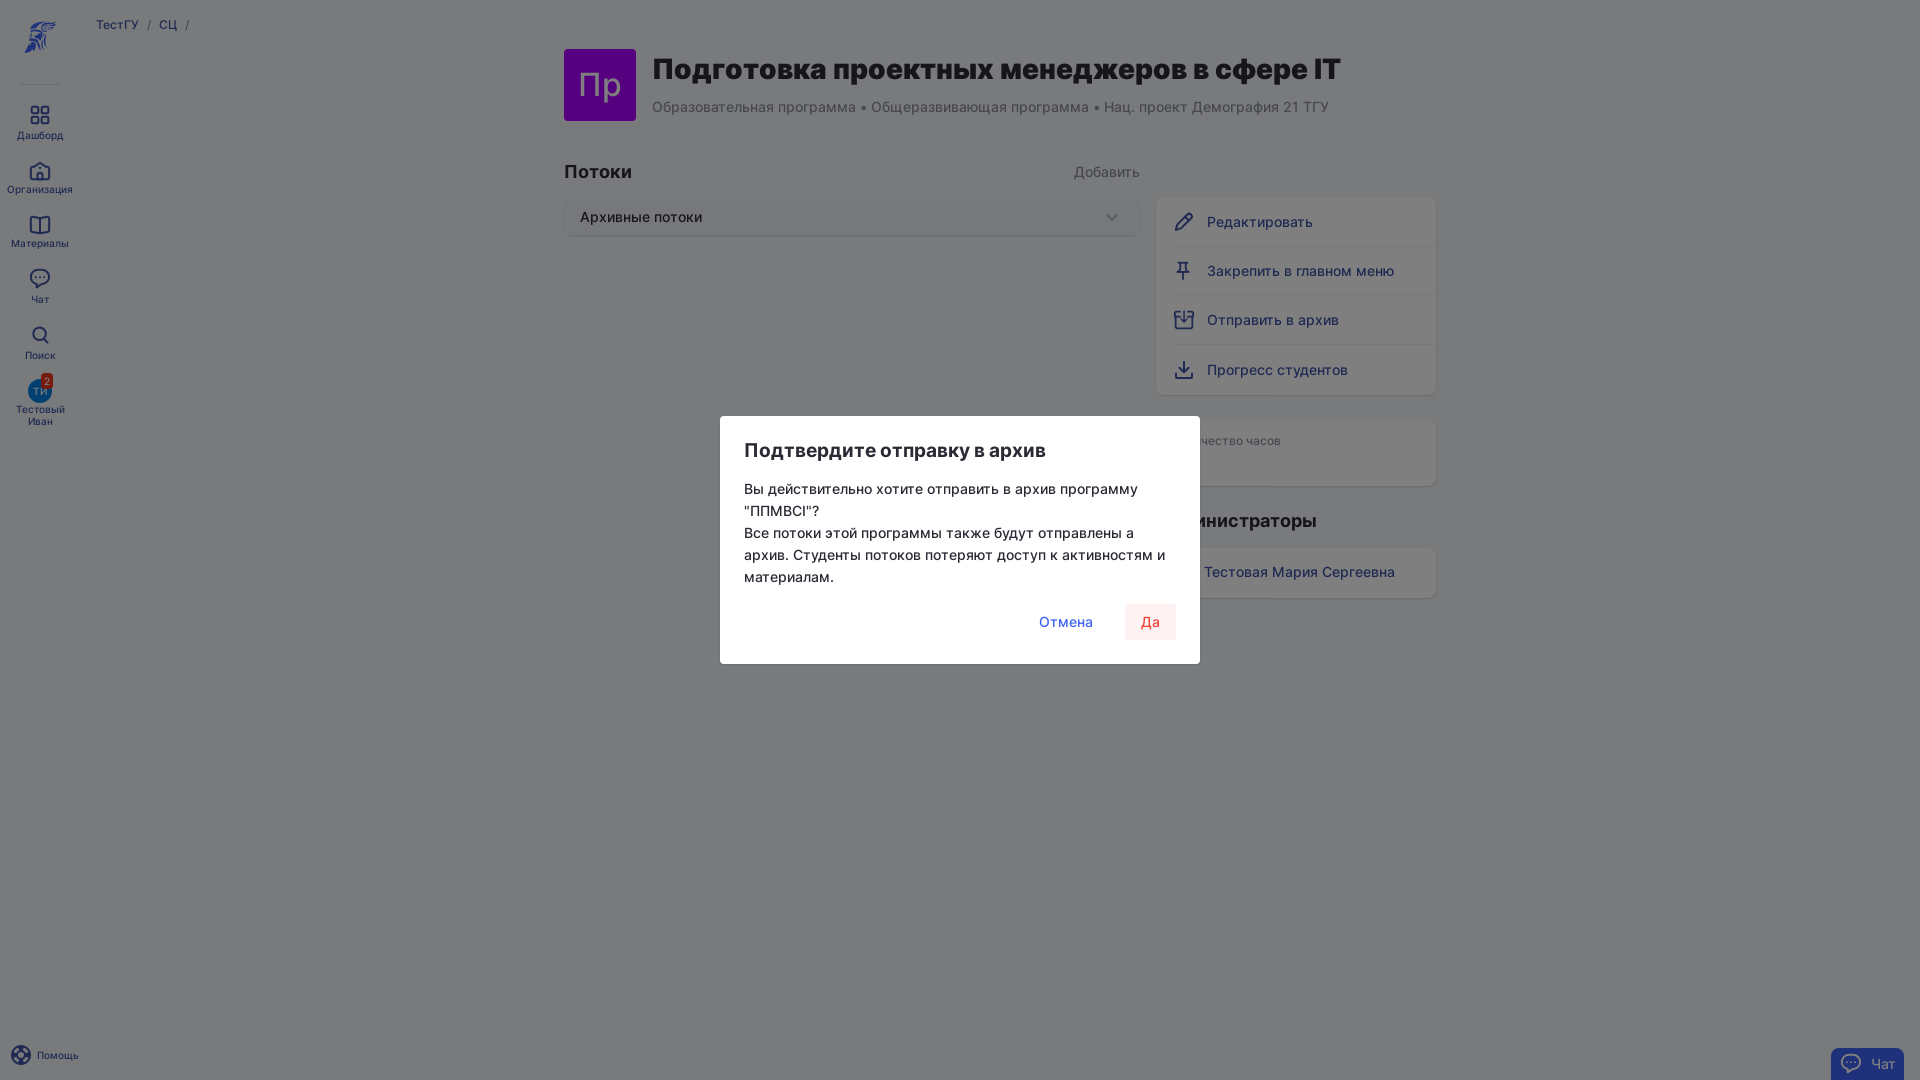 ТестГУ / СЦ /
Пр
Подготовка проектных менеджеров в сфере IT
Образовательная программа • Общеразвивающая программа • Нац. проект Демография 21 ТГУ
Дашборд
Организация
Материалы
Чат
Поиск
ТИ
2
Тестовый
Иван
Потоки
Добавить
Архивные потоки
Редактировать
Закрепить в главном меню
Отправить в архив
Прогресс студентов
чество часов
инистраторы
Тестовая Мария Сергеевна
Подтвердите отправку в архив
Вы действительно хотите отправить в архив программу
"ППМВСI"?
Все потоки этой программы также будут отправлены а
архив. Студенты потоков потеряют доступ к активностям и
материалам.
Отмена
Да
Помощь
Чат